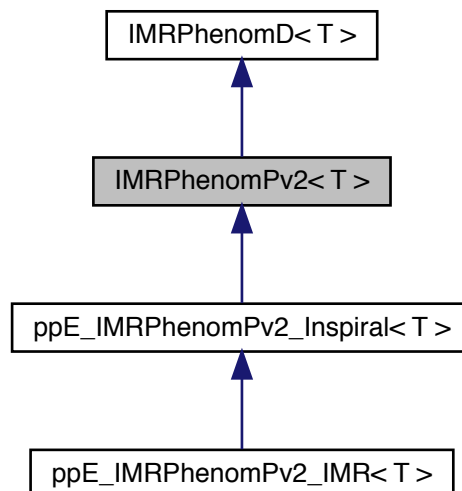 IMRPhenomD< T >
IMRPhenomPv2< T >
ppE_IMRPhenomPv2_Inspiral< T >
ppE_IMRPhenomPv2_IMR< T >